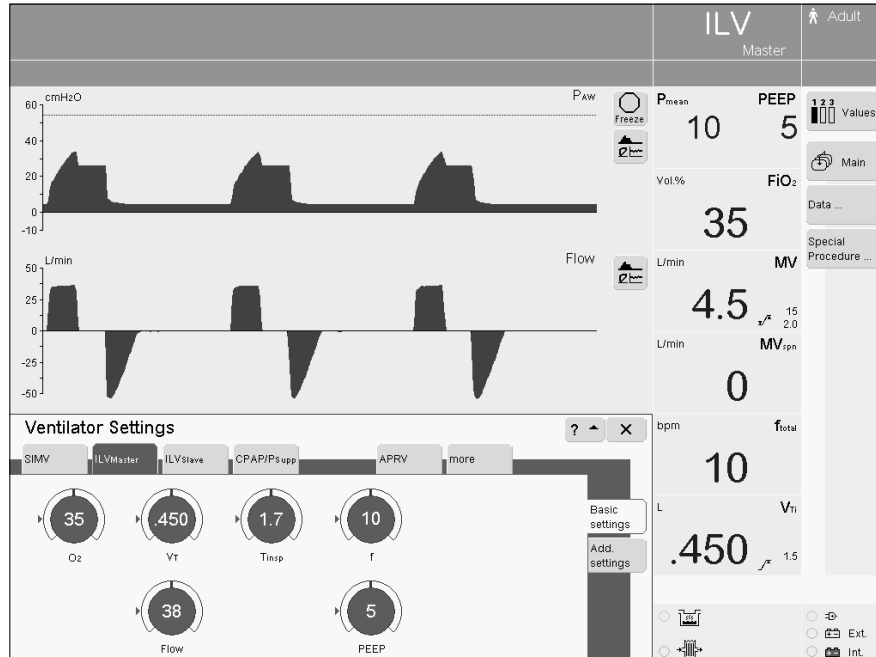 ILV
Master
Adult
cmH2O
PAW
60
40
20
0
-10
Freeze
L/min
Flow
50
25
0
-25
-50
Pmean
PEEP
10
5
Vol.%
FiO2
35
L/min
MV
4.5
15
2.0
L/min
MVspn
0
bpm
ftotal
10
L
VTi
.450
1.5
1 2 3
Values
Main
Data ...
Special
Procedure ...
Ventilator Settings
?
SIMV
ILVMaster
ILVSlave
CPAP/PSupp
APRV
more
35
.450
1.7
10
O2
VT
Tinsp
f
38
5
Flow
PEEP
Basic
settings
Add.
settings
Ext.
Int.